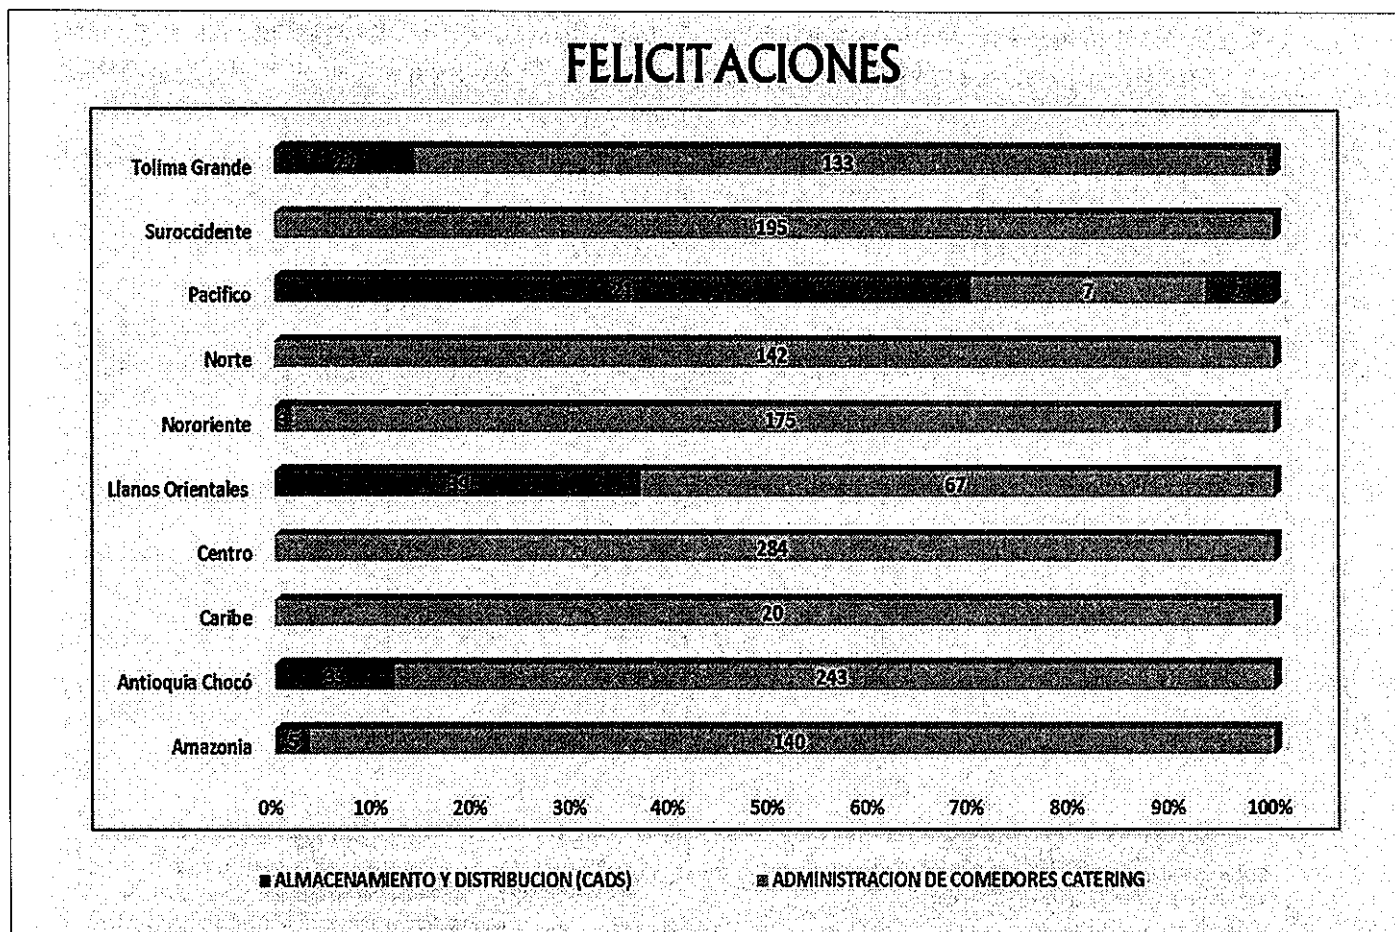 FELICITACIONES
Tolima Grande 133
Suroccidente 195
Pacifico 7
Norte 142
Nororiente 175
Llanos Orientales 39 67
Centro 284
Caribe 20
Antioquia Chocó 243
Amazonia 5 140
0% 10% 20% 30% 40% 50% 60% 70% 80% 90% 100%
ALMACENAMIENTO Y DISTRIBUCION (CADS) ADMINISTRACION DE COMEDORES CATERING